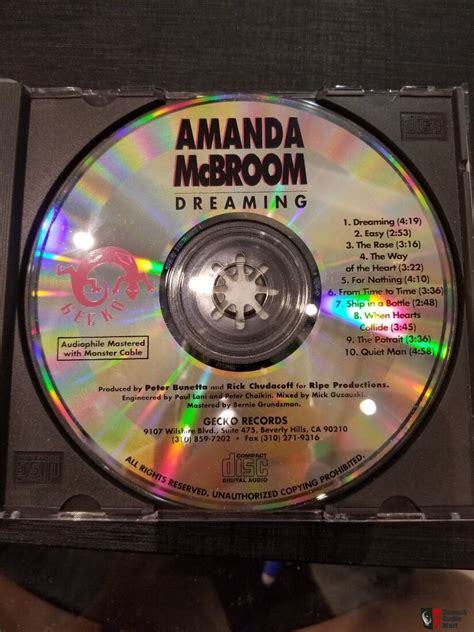 AMANDA
McBROOM
DREAMING
1. Dreaming (4:19)
2. Easy (2:53)
3. The Rose (3:16)
4. The Way
of the Heart (3:22)
5. For Nothing (4:10)
6. From Time to Time (3:36)
7. Ship in a Bottle (2:48)
8. When Hearts
Collide (3:45)
9. The Potrait (3:36)
10. Quiet Man (4:58)
GECKO
Audiophile Mastered
with Monster Cable
Produced by Peter Bunetta and Rick Chudacoff for Ripe Productions.
Engineered by Paul Lani and Peter Chaikin. Mixed by Mick Guzauski.
Mastered by Bernie Grundsman.
GECKO RECORDS
9107 Wilshire Blvd., Suite 475, Beverly Hills, CA 90210
(310) 859-7202 • Fax (310) 271-9316
COMPACT
disc
DIGITAL AUDIO
ALL RIGHTS RESERVED. UNAUTHORIZED COPYING PROHIBITED.
Canuck
Audio
Mart